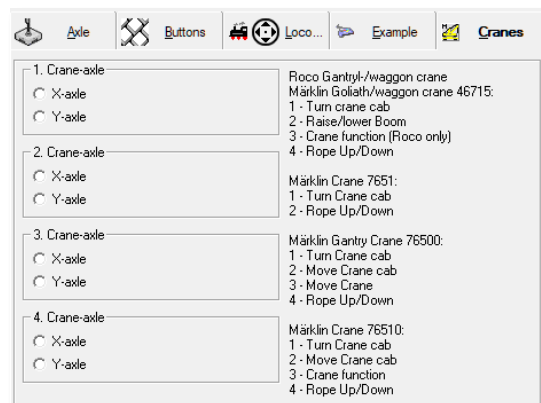 Axle Buttons Loco... Example Cranes
1. Crane-axle
X-axle
Y-axle
2. Crane-axle
X-axle
Y-axle
3. Crane-axle
X-axle
Y-axle
4. Crane-axle
X-axle
Y-axle
Roco Gantryl-/waggon crane
Märklin Goliath/waggon crane 46715:
1 - Turn crane cab
2 - Raise/lower Boom
3 - Crane function (Roco only)
4 - Rope Up/Down
Märklin Crane 7651:
1 - Turn Crane cab
2 - Rope Up/Down
Märklin Gantry Crane 76500:
1 - Turn Crane cab
2 - Move Crane cab
3 - Move Crane
4 - Rope Up/Down
Märklin Crane 76510:
1 - Turn Crane cab
2 - Move Crane cab
3 - Crane function
4 - Rope Up/Down